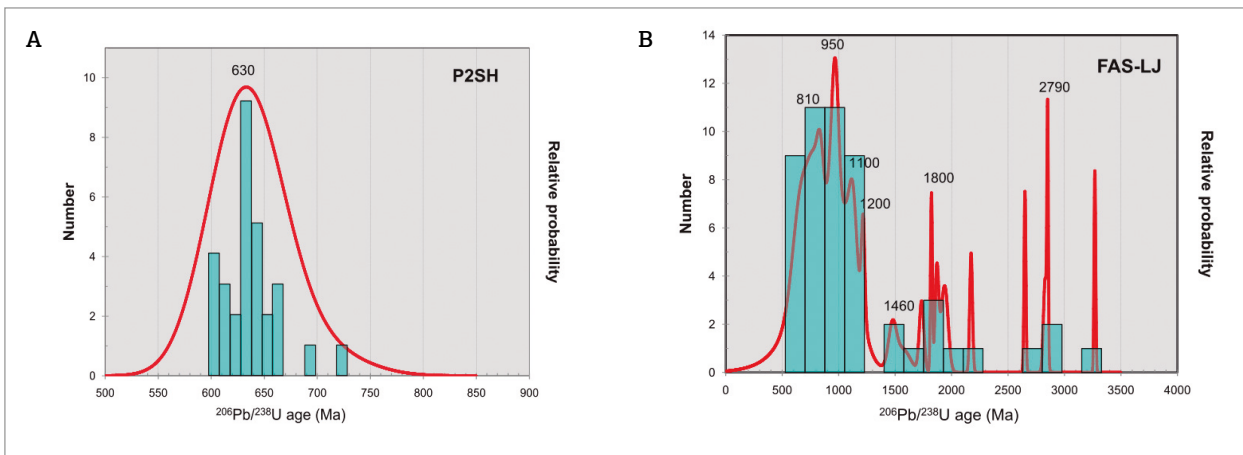 A
P2SH
630
Number
10
8
6
4
2
0
500 550 600 650 700 750 800 850 900
²⁰⁶Pb/²³⁸U age (Ma)
Relative probability
B
FAS-LJ
950
810
1100
1200
1460
1800
2790
Number
14
12
10
8
6
4
2
0
0 500 1000 1500 2000 2500 3000 3500 4000
²⁰⁶Pb/²³⁸U age (Ma)
Relative probability